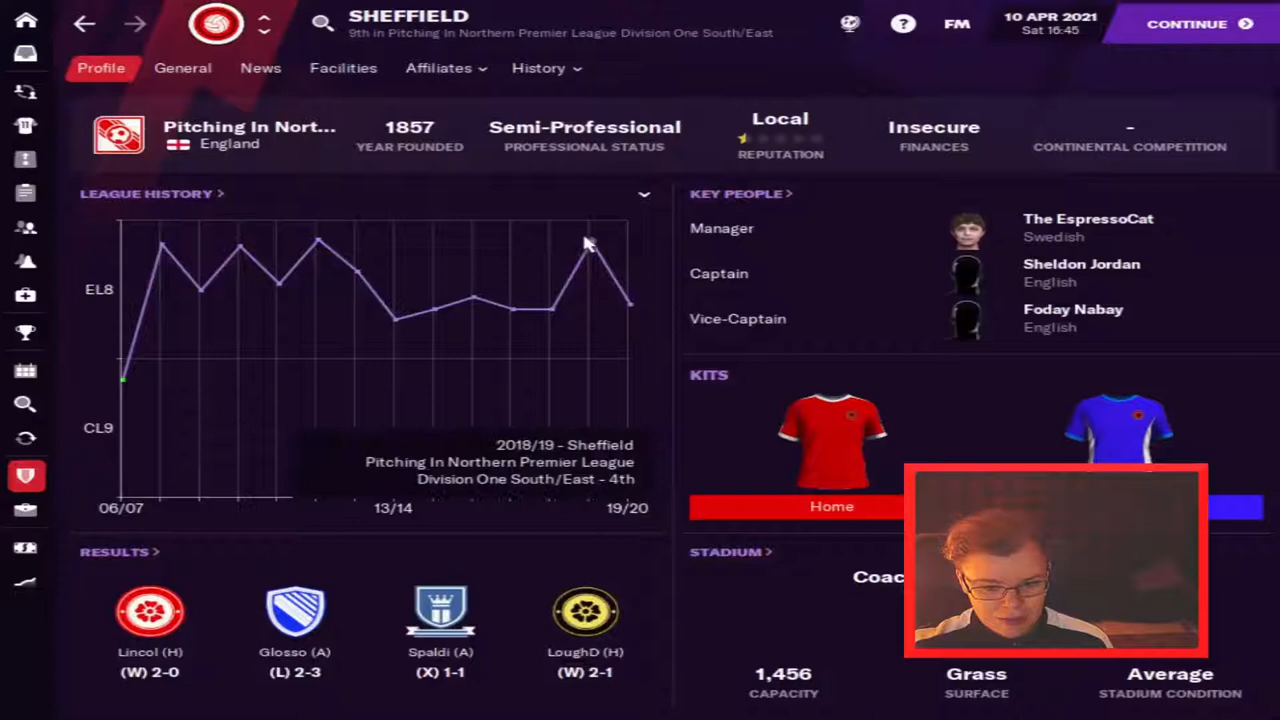 SHEFFIELD
9th in Pitching In Northern Premier League Division One South/East
FM
10 APR 2021
Sat 16:45
CONTINUE
Profile
General
News
Facilities
Affiliates
History
Pitching In Nort...
England
1857
YEAR FOUNDED
Semi-Professional
PROFESSIONAL STATUS
Local
REPUTATION
Insecure
FINANCES
-
CONTINENTAL COMPETITION
LEAGUE HISTORY >
EL8
CL9
2018/19 - Sheffield
Pitching In Northern Premier League
Division One South/East - 4th
06/07
13/14
19/20
KEY PEOPLE >
Manager
The EspressoCat
Swedish
Captain
Sheldon Jordan
English
Vice-Captain
Foday Nabay
English
KITS
Home
RESULTS >
Lincol (H)
(W) 2-0
Glosso (A)
(L) 2-3
Spaldi (A)
(X) 1-1
LoughD (H)
(W) 2-1
STADIUM >
Coac
1,456
CAPACITY
Grass
SURFACE
Average
STADIUM CONDITION